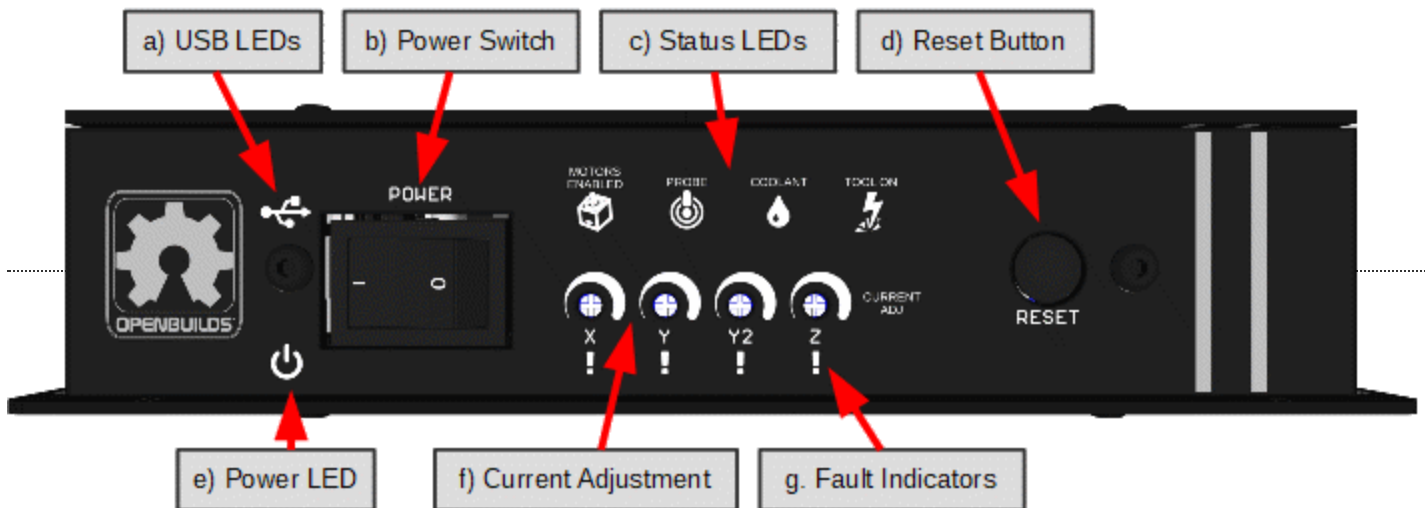 a) USB LEDs
b) Power Switch
c) Status LEDs
d) Reset Button
MOTORS
ENABLED
PROBE
COOLANT
TOOL ON
POWER
I
O
OPENBUILDS
CURRENT
ADJ
X
Y
Y2
Z
!
!
!
!
RESET
e) Power LED
f) Current Adjustment
g. Fault Indicators